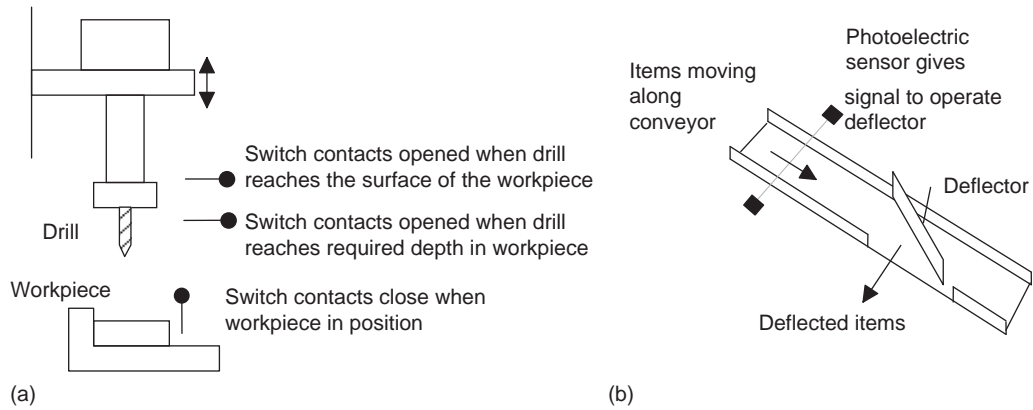 Switch contacts opened when drill
reaches the surface of the workpiece
Switch contacts opened when drill
reaches required depth in workpiece
Drill
Workpiece
Switch contacts close when
workpiece in position
(a)
Photoelectric
sensor gives
signal to operate
deflector
Items moving
along
conveyor
Deflector
Deflected items
(b)